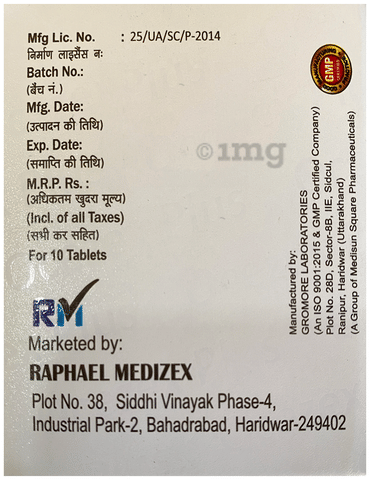 Mfg Lic. No. : 25/UA/SC/P-2014
निर्माण लाइसैंस नः
Batch No.:
(बैंच नं.)
Mfg. Date:
(उत्पादन की तिथि)
Exp. Date:
(समाप्ति की तिथि)
M.R.P. Rs. :
(अधिकतम खुदरा मूल्य)
(Incl. of all Taxes)
(सभी कर सहित)
For 10 Tablets
RM
Marketed by:
RAPHAEL MEDIZEX
Plot No. 38, Siddhi Vinayak Phase-4,
Industrial Park-2, Bahadrabad, Haridwar-249402
GMP
Manufactured by:
GROMORE LABORATORIES
(An ISO 9001:2015 & GMP Certified Company)
Plot No. 28D, Sector-8B, IIE, Sidcul,
Ranipur, Haridwar (Uttarakhand)
(A Group of Medisun Square Pharmaceuticals)
©1mg